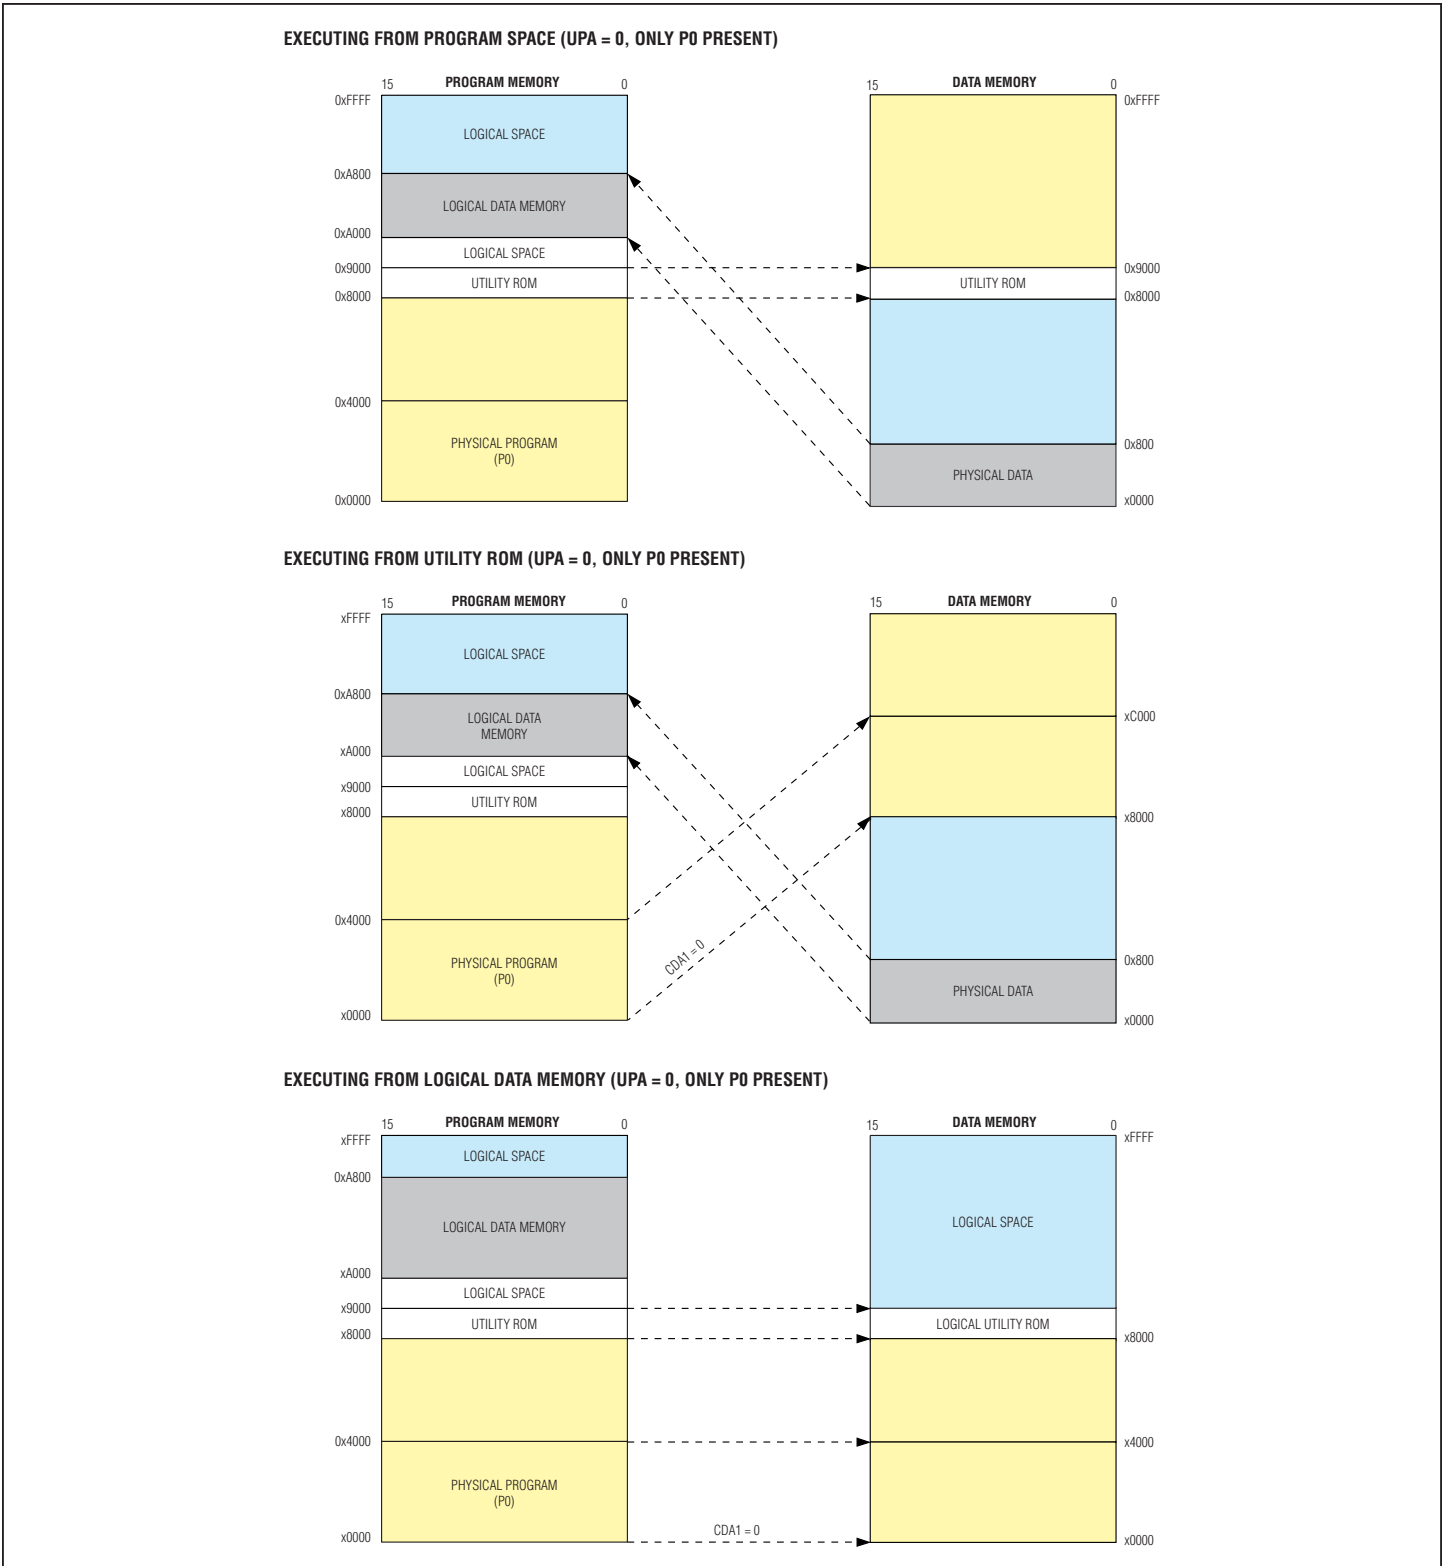 EXECUTING FROM PROGRAM SPACE (UPA = 0, ONLY P0 PRESENT)
15 PROGRAM MEMORY 0
15 DATA MEMORY 0
0xFFFF
0xFFFF
LOGICAL SPACE
0xA800
LOGICAL DATA MEMORY
0xA000
LOGICAL SPACE
0x9000
0x9000
UTILITY ROM
UTILITY ROM
0x8000
0x8000
0x4000
PHYSICAL PROGRAM
(P0)
0x800
PHYSICAL DATA
0x0000
x0000
EXECUTING FROM UTILITY ROM (UPA = 0, ONLY P0 PRESENT)
15 PROGRAM MEMORY 0
15 DATA MEMORY 0
xFFFF
LOGICAL SPACE
0xA800
LOGICAL DATA
MEMORY
xC000
xA000
LOGICAL SPACE
x9000
UTILITY ROM
x8000
x8000
0x4000
CDA1 = 0
PHYSICAL PROGRAM
(P0)
0x800
PHYSICAL DATA
x0000
x0000
EXECUTING FROM LOGICAL DATA MEMORY (UPA = 0, ONLY P0 PRESENT)
15 PROGRAM MEMORY 0
15 DATA MEMORY 0
xFFFF
xFFFF
LOGICAL SPACE
0xA800
LOGICAL DATA MEMORY
LOGICAL SPACE
xA000
LOGICAL SPACE
x9000
UTILITY ROM
LOGICAL UTILITY ROM
x8000
x8000
0x4000
x4000
PHYSICAL PROGRAM
(P0)
CDA1 = 0
x0000
x0000